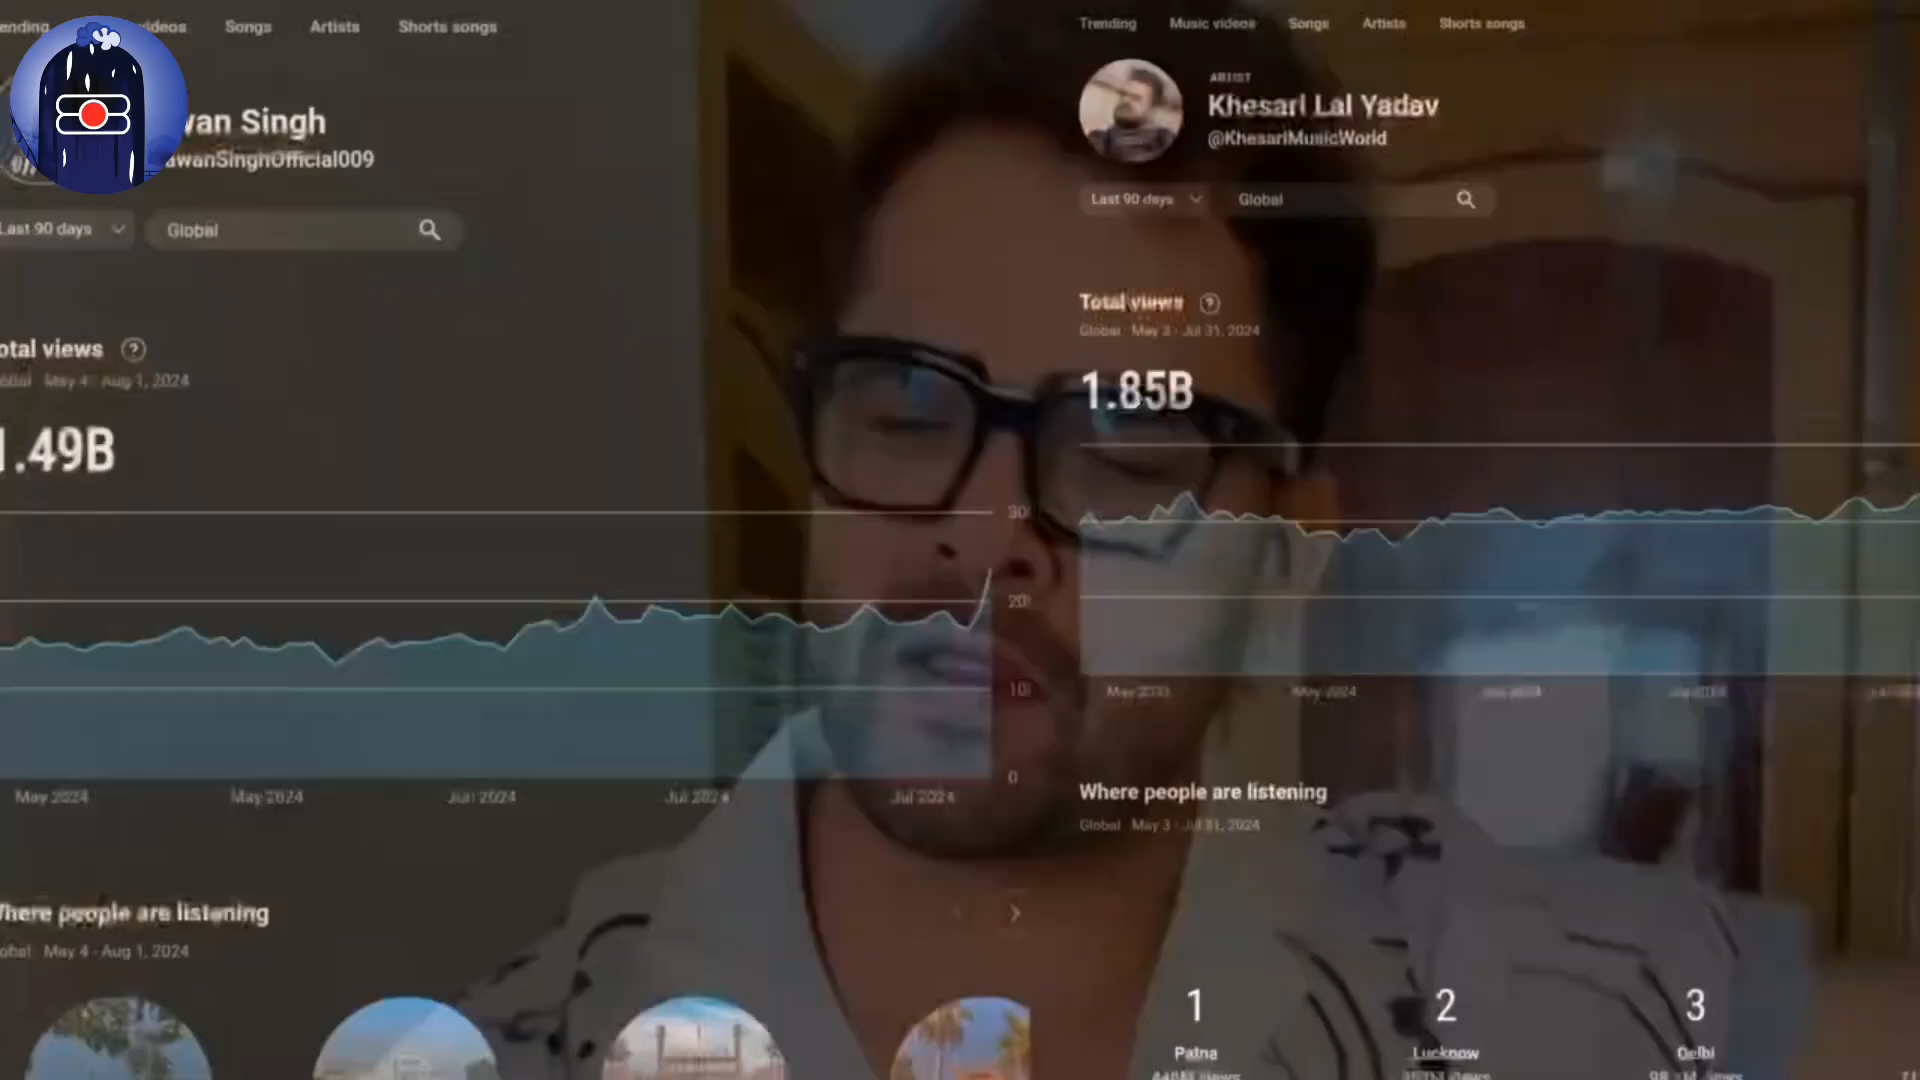 Songs Artists Shorts songs
wan Singh
awanSinghOfficial009
Last 90 days Global
otal views
May 4 - Aug 1, 2024
1.49B
30
20
10
0
May 2024 May 2024 Jun 2024 Jul 2024 Jul 2024
here people are listening
obal May 4 - Aug 1, 2024
Trending Music videos Songs Artists Shorts songs
ARTIST
Khesari Lal Yadav
@KhesariMusicWorld
Last 90 days Global
Total views
Global May 3 - Jul 31, 2024
1.85B
May 2024
Where people are listening
Global May 3 - Jul 31, 2024
1 2 3
Patna Lucknow Delhi